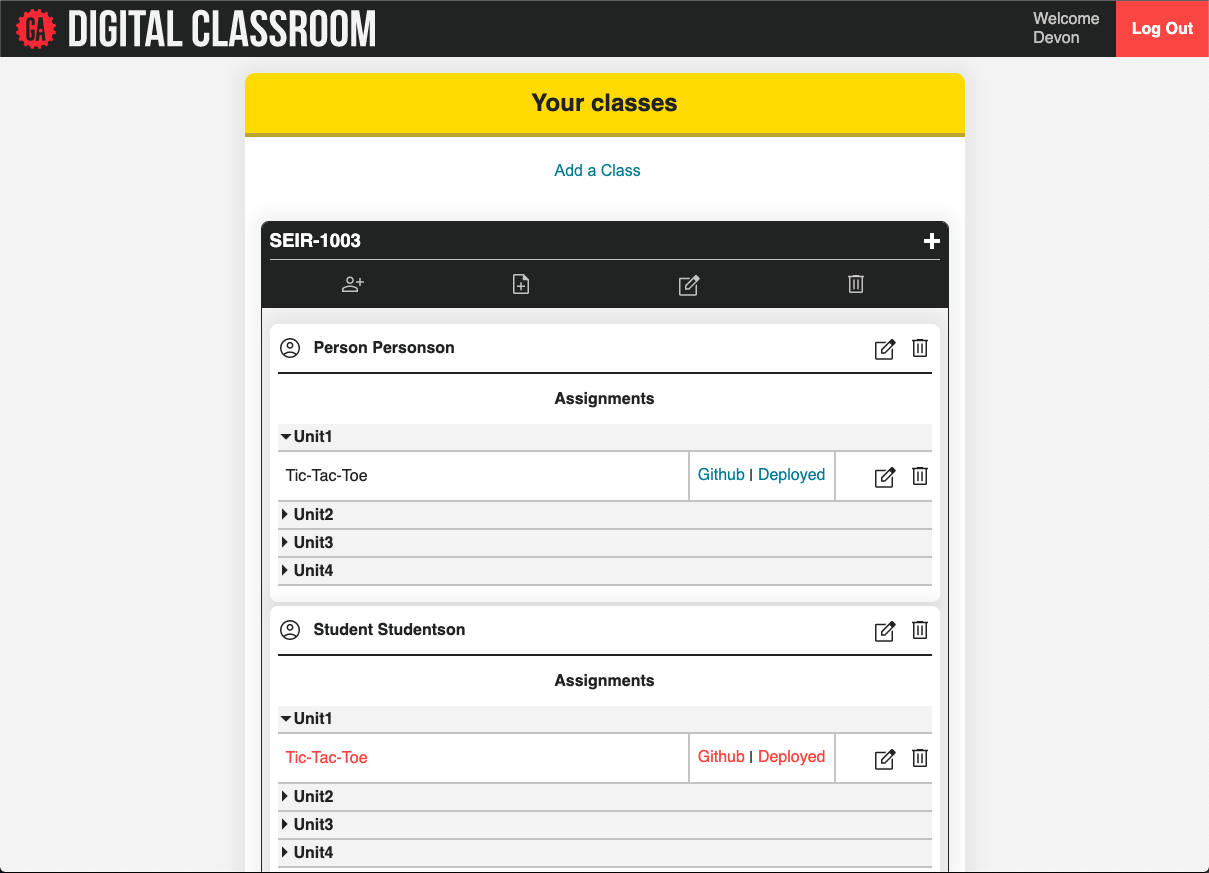 GA DIGITAL CLASSROOM
Welcome
Devon
Log Out
Your classes
Add a Class
SEIR-1003
Person Personson
Assignments
Unit1
Tic-Tac-Toe
Github | Deployed
Unit2
Unit3
Unit4
Student Studentson
Assignments
Unit1
Tic-Tac-Toe
Github | Deployed
Unit2
Unit3
Unit4